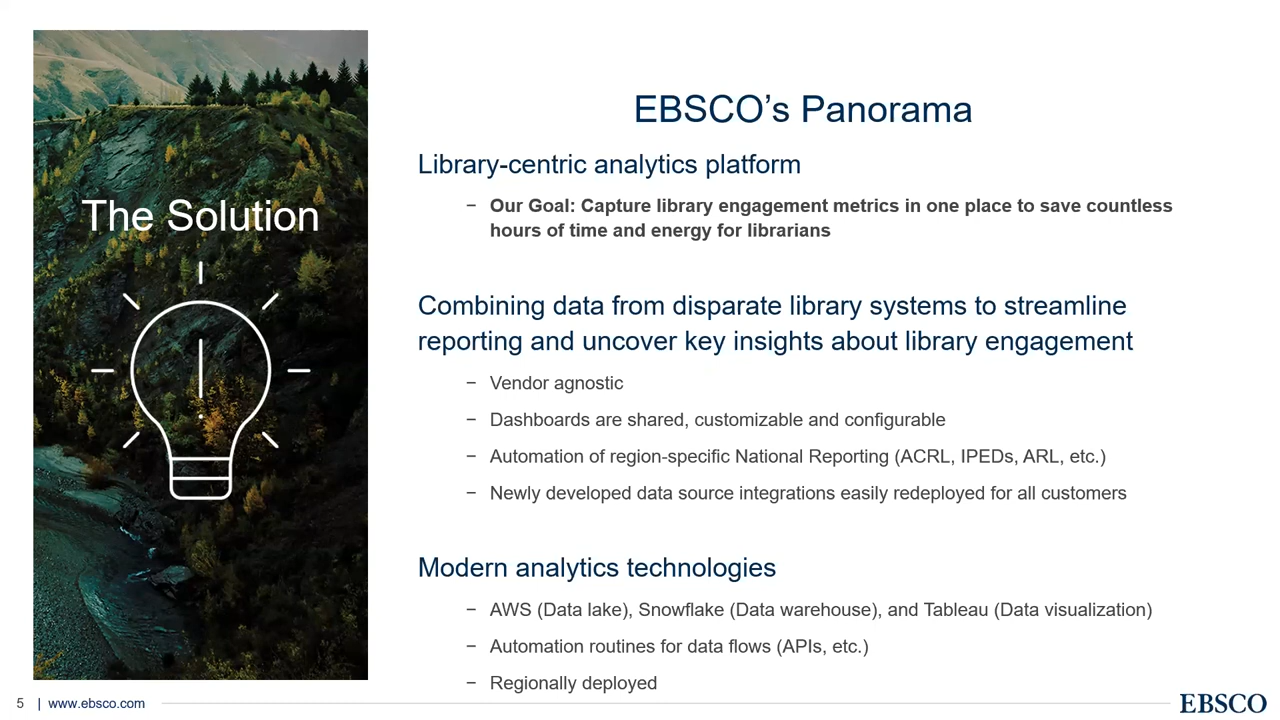 The Solution
EBSCO’s Panorama
Library-centric analytics platform
− Our Goal: Capture library engagement metrics in one place to save countless
hours of time and energy for librarians
Combining data from disparate library systems to streamline
reporting and uncover key insights about library engagement
− Vendor agnostic
− Dashboards are shared, customizable and configurable
− Automation of region-specific National Reporting (ACRL, IPEDs, ARL, etc.)
− Newly developed data source integrations easily redeployed for all customers
Modern analytics technologies
− AWS (Data lake), Snowflake (Data warehouse), and Tableau (Data visualization)
− Automation routines for data flows (APIs, etc.)
− Regionally deployed
5 | www.ebsco.com
EBSCO